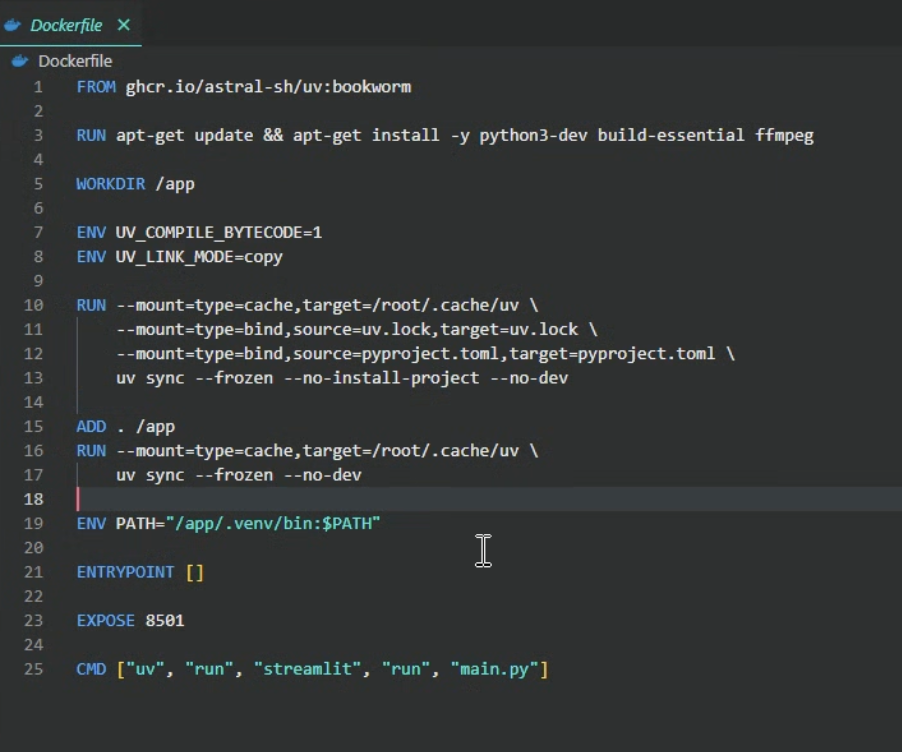 Dockerfile ×
Dockerfile
1 FROM ghcr.io/astral-sh/uv:bookworm
2
3 RUN apt-get update && apt-get install -y python3-dev build-essential ffmpeg
4
5 WORKDIR /app
6
7 ENV UV_COMPILE_BYTECODE=1
8 ENV UV_LINK_MODE=copy
9
10 RUN --mount=type=cache,target=/root/.cache/uv \
11     --mount=type=bind,source=uv.lock,target=uv.lock \
12     --mount=type=bind,source=pyproject.toml,target=pyproject.toml \
13     uv sync --frozen --no-install-project --no-dev
14
15 ADD . /app
16 RUN --mount=type=cache,target=/root/.cache/uv \
17     uv sync --frozen --no-dev
18
19 ENV PATH="/app/.venv/bin:$PATH"
20
21 ENTRYPOINT []
22
23 EXPOSE 8501
24
25 CMD ["uv", "run", "streamlit", "run", "main.py"]